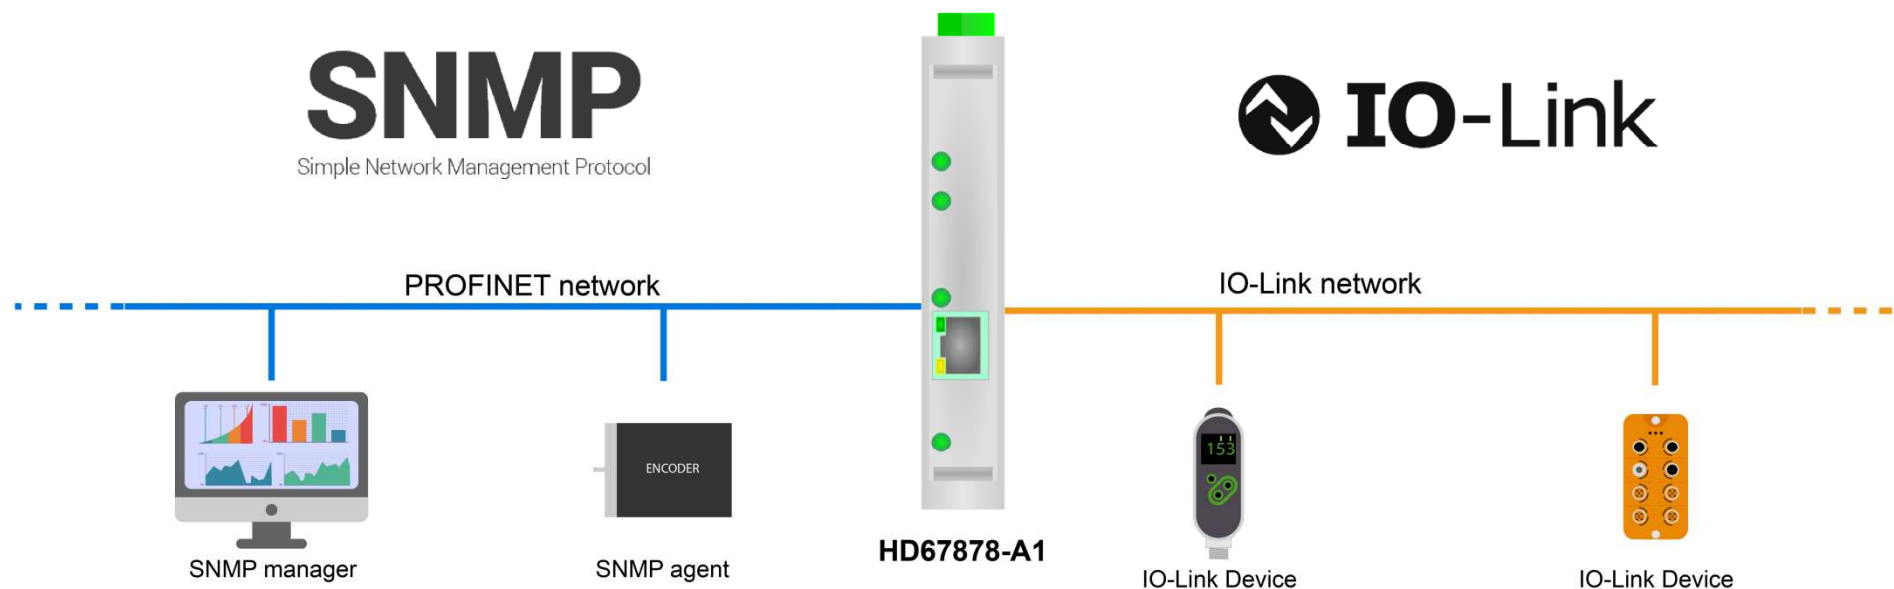 SNMP
Simple Network Management Protocol
IO-Link
PROFINET network
IO-Link network
153
ENCODER
SNMP manager
SNMP agent
HD67878-A1
IO-Link Device
IO-Link Device